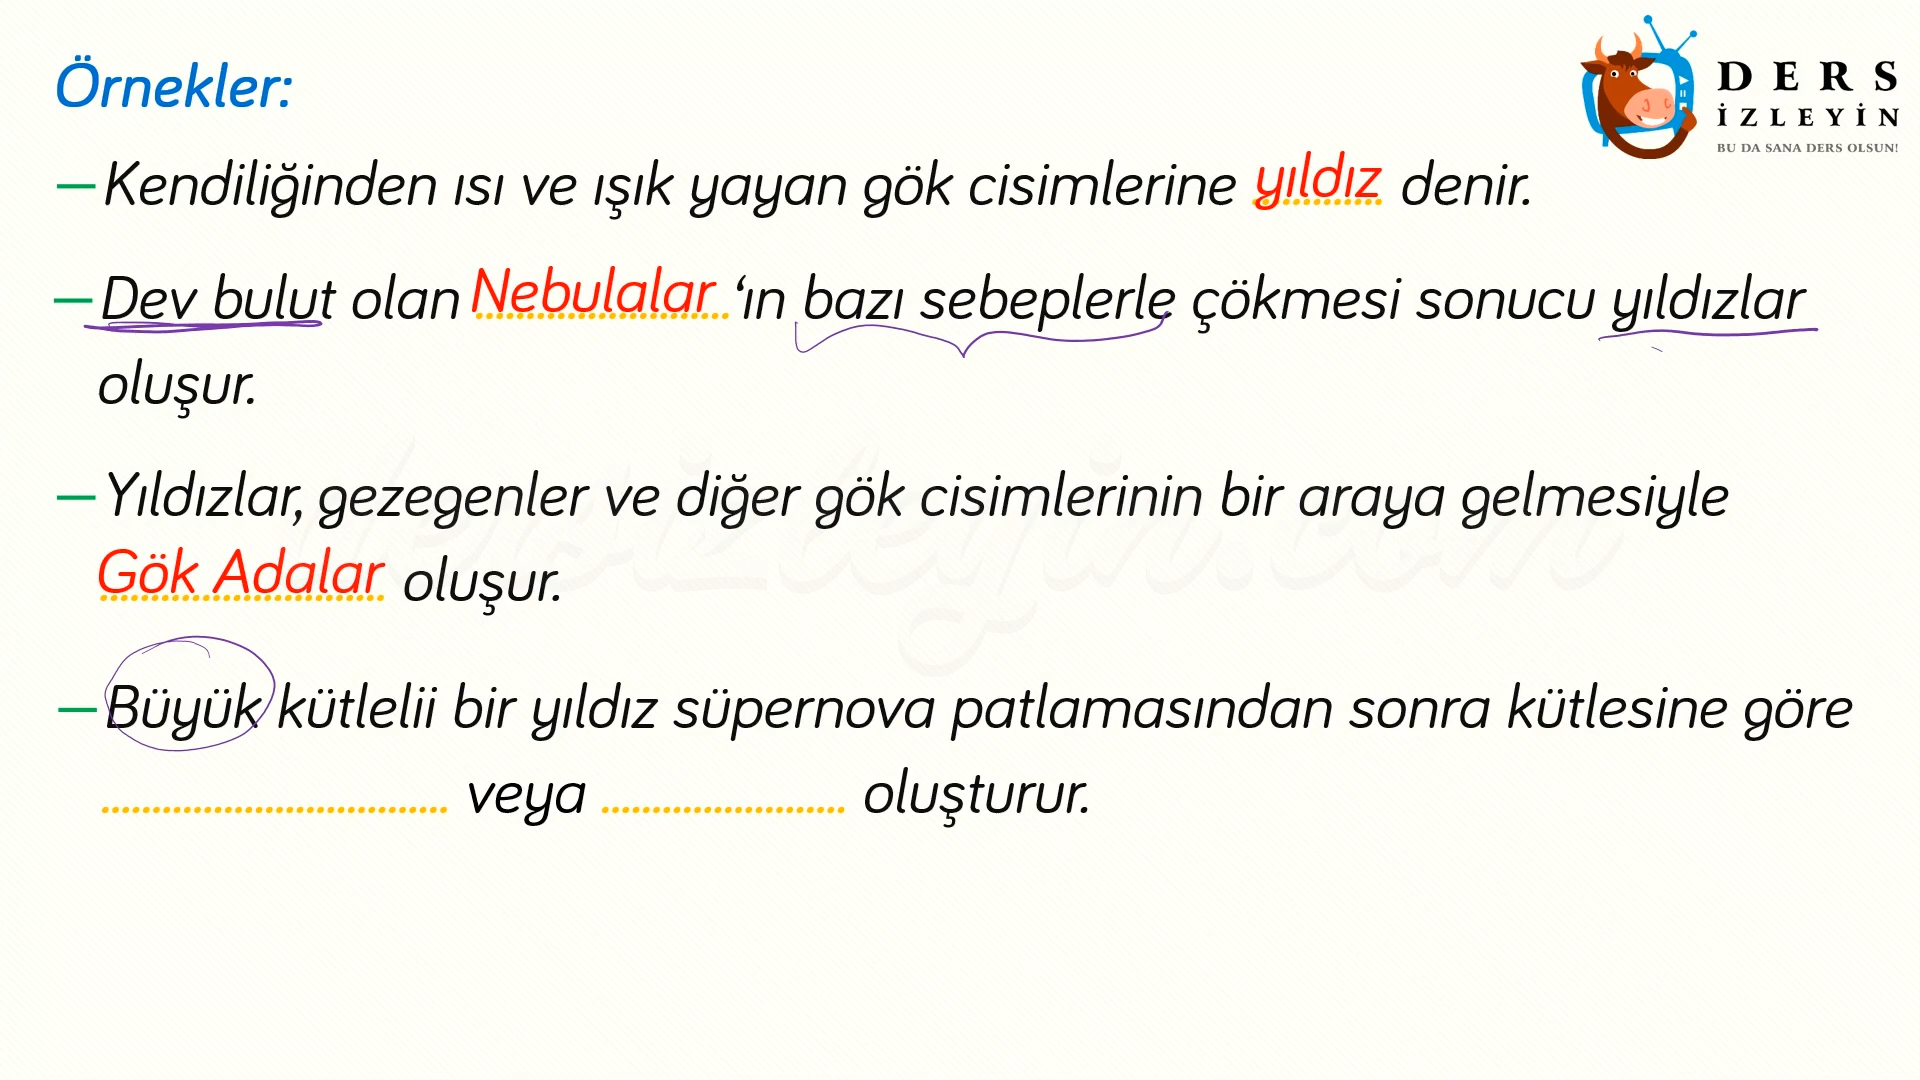 Örnekler:
DERS
İZLEYİN
BU DA SANA DERS OLSUN!
— Kendiliğinden ısı ve ışık yayan gök cisimlerine yıldız denir.
— Dev bulut olan Nebulalar ‘ın bazı sebeplerle çökmesi sonucu yıldızlar
oluşur.
— Yıldızlar, gezegenler ve diğer gök cisimlerinin bir araya gelmesiyle
Gök Adalar oluşur.
— Büyük kütlelii bir yıldız süpernova patlamasından sonra kütlesine göre
.............................. veya ..................... oluşturur.
dersizleyin.com